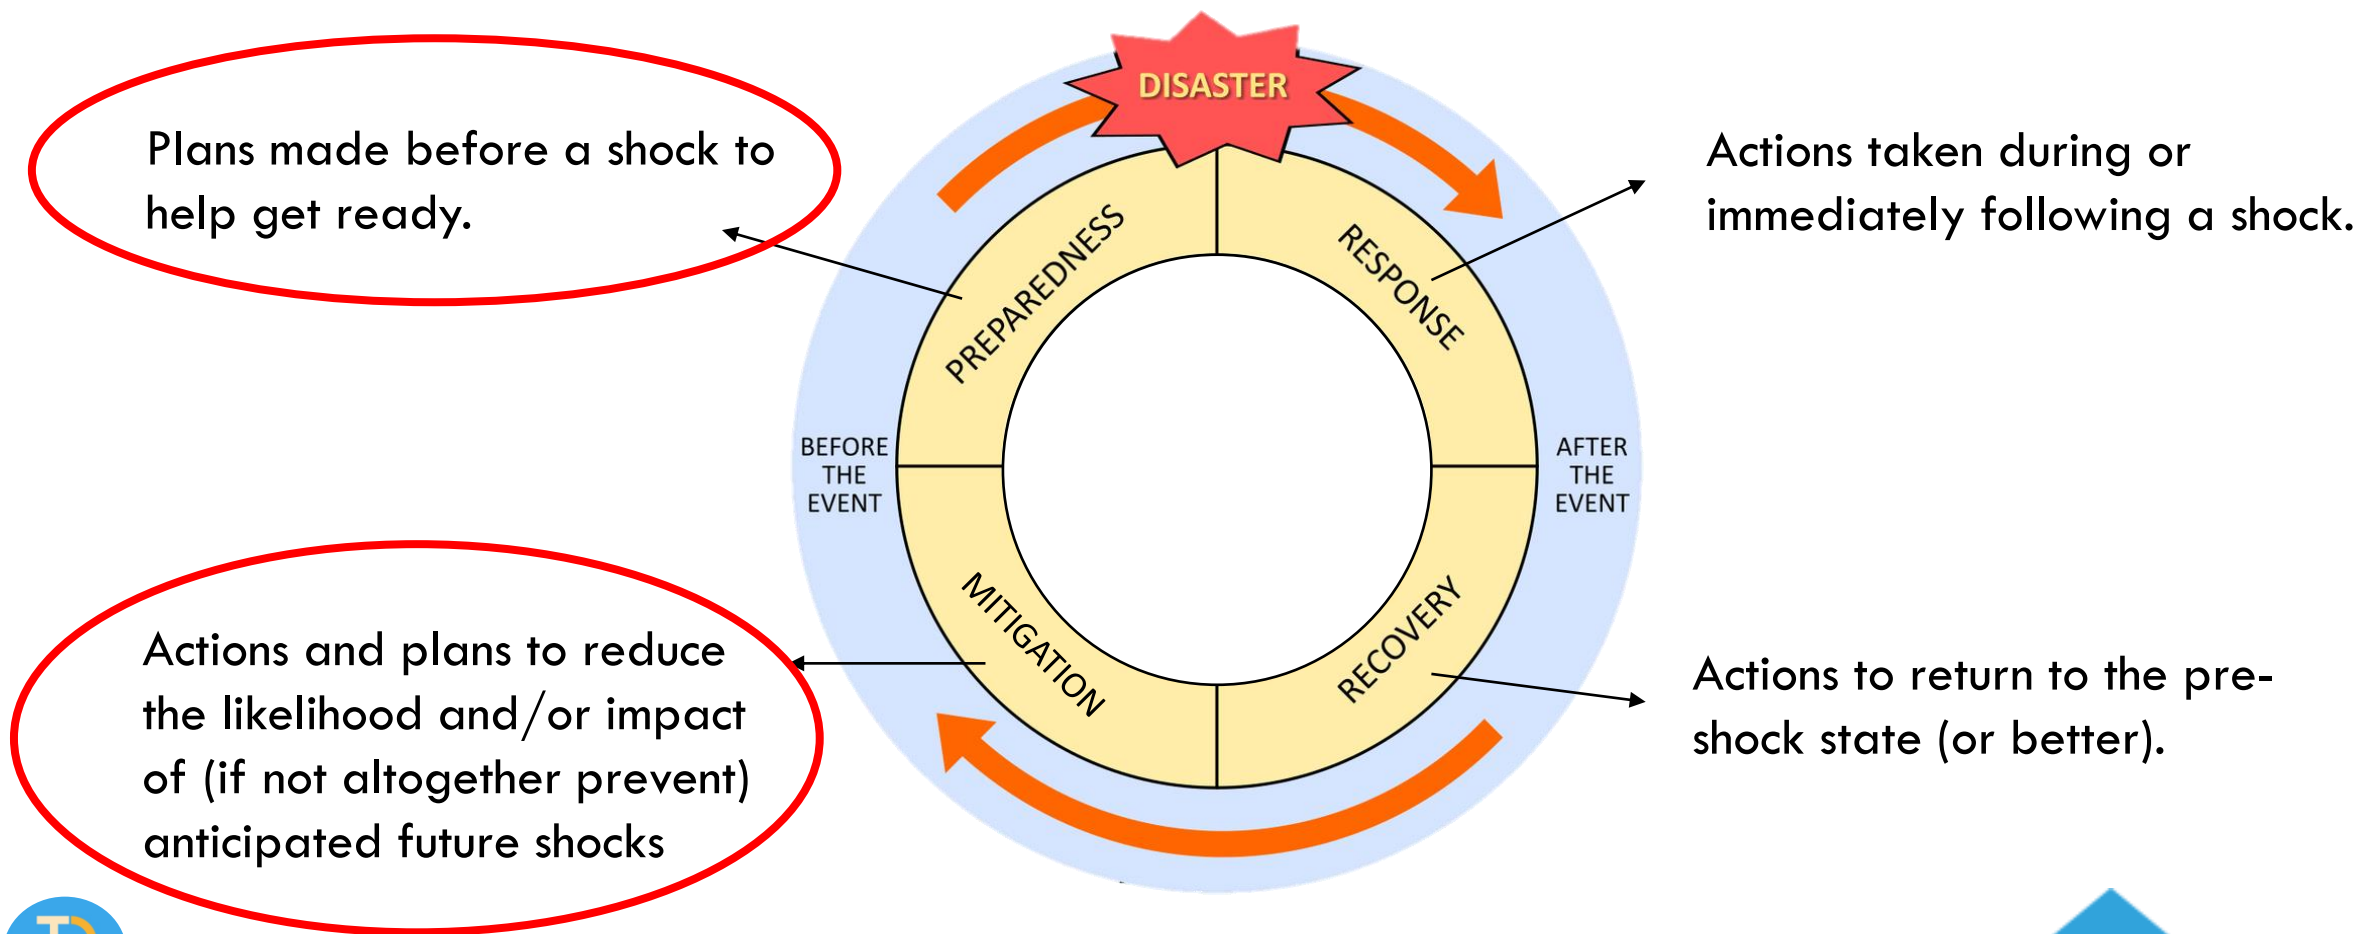 DISASTER
Plans made before a shock to
help get ready.
Actions taken during or
immediately following a shock.
PREPAREDNESS
RESPONSE
BEFORE
THE
EVENT
AFTER
THE
EVENT
MITIGATION
RECOVERY
Actions and plans to reduce
the likelihood and/or impact
of (if not altogether prevent)
anticipated future shocks
Actions to return to the pre-
shock state (or better).